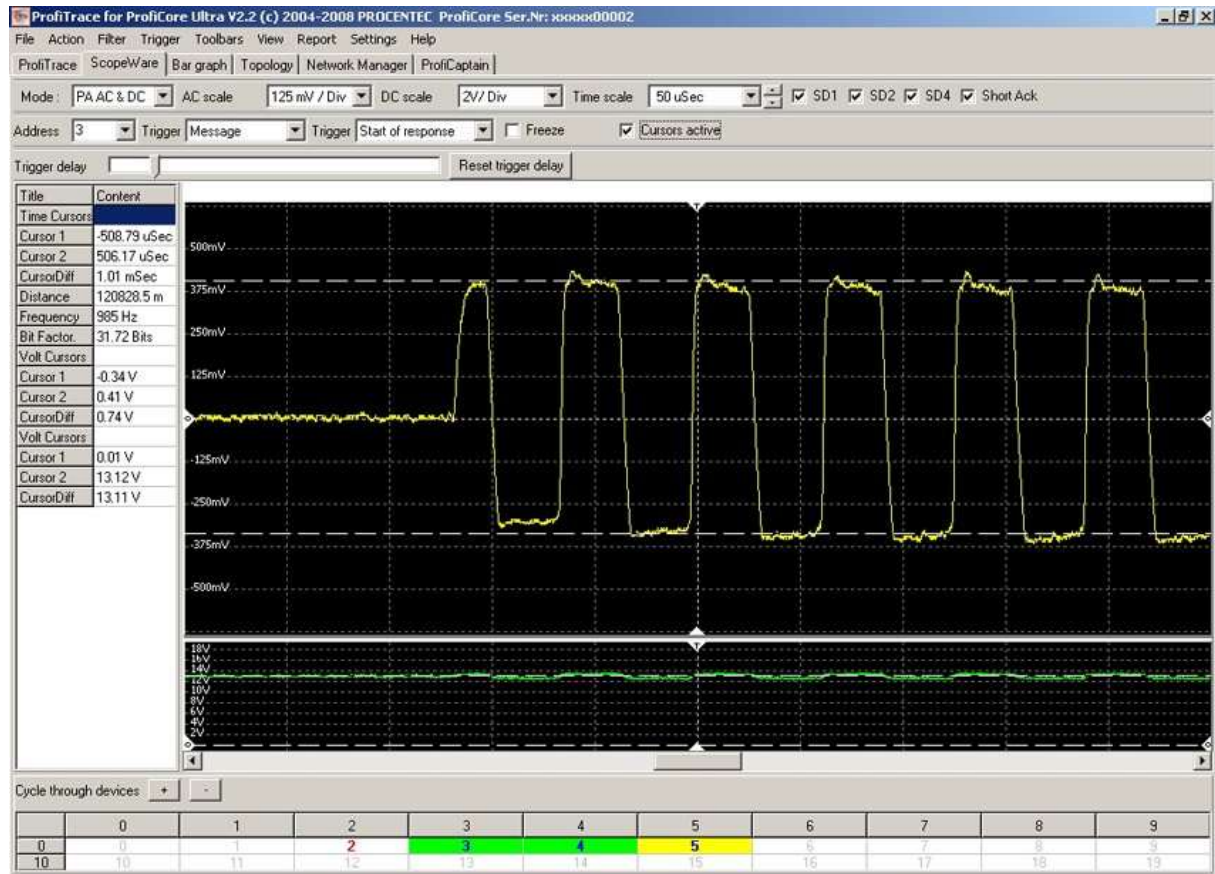 ProfiTrace for ProfiCore Ultra V2.2 (c) 2004-2008 PROCENTEC ProfiCore Ser.Nr: xxxxx00002
File Action Filter Trigger Toolbars View Report Settings Help
ProfiTrace ScopeWare Bar graph Topology Network Manager ProfiCaptain
Mode: PA AC & DC AC scale 125 mV / Div DC scale 2V/ Div Time scale 50 uSec SD1 SD2 SD4 Short Ack
Address 3 Trigger Message Trigger Start of response Freeze Cursors active
Trigger delay Reset trigger delay
Title Content
Time Cursors
Cursor 1 -508.79 uSec
Cursor 2 506.17 uSec
CursorDiff 1.01 mSec
Distance 120828.5 m
Frequency 985 Hz
Bit Factor. 31.72 Bits
Volt Cursors
Cursor 1 -0.34 V
Cursor 2 0.41 V
CursorDiff 0.74 V
Volt Cursors
Cursor 1 0.01 V
Cursor 2 13.12 V
CursorDiff 13.11 V
T
500mV
375mV
250mV
125mV
-125mV
-250mV
-375mV
-500mV
T
18V
16V
14V
12V
10V
8V
6V
4V
2V
Cycle through devices + -
0 1 2 3 4 5 6 7 8 9
0 0 1 2 3 4 5 6 7 8 9
10 10 11 12 13 14 15 16 17 18 19